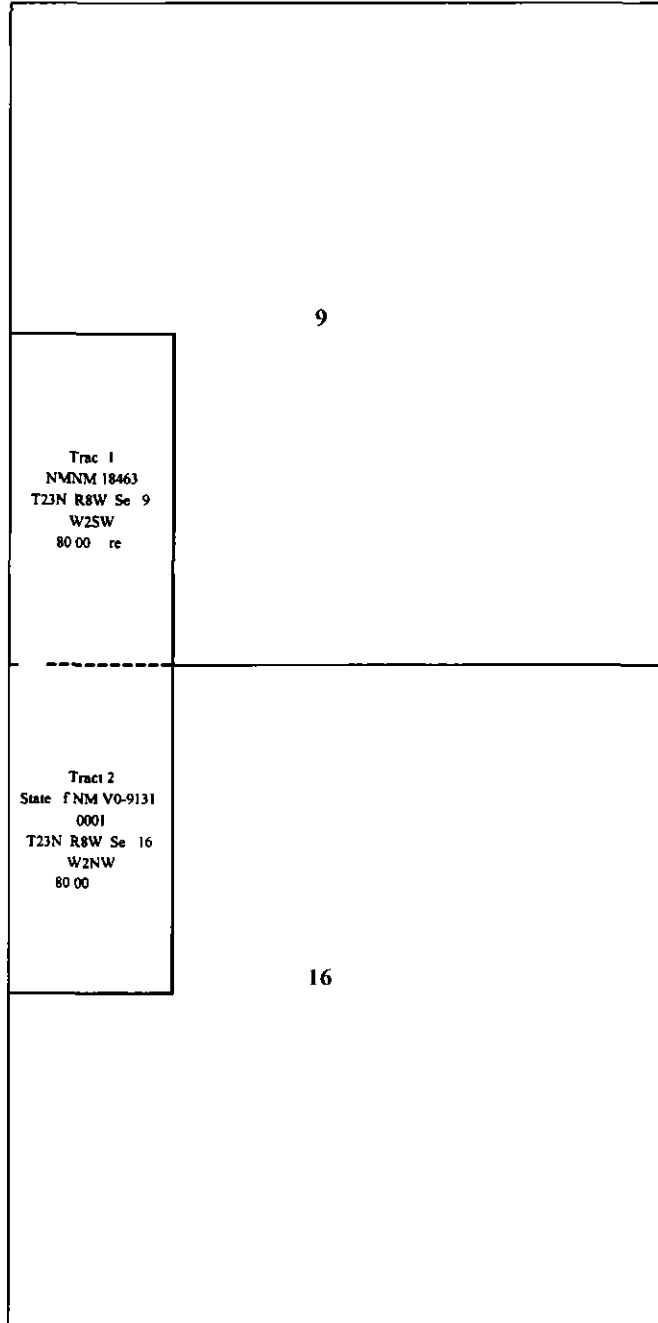 9
Trac 1
NMNM 18463
T23N R8W Se 9
W2SW
80 00 re
Tract 2
State f NM V0-9131
0001
T23N R8W Se 16
W2NW
80 00
16